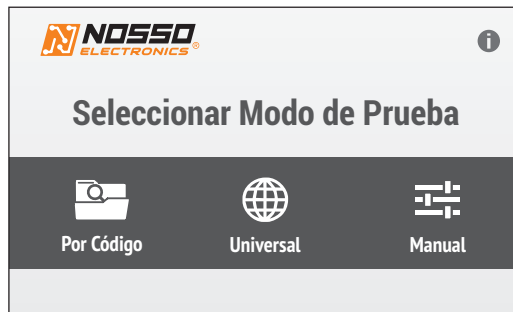 NOSSO
ELECTRONICS®
i
Seleccionar Modo de Prueba
Por Código
Universal
Manual